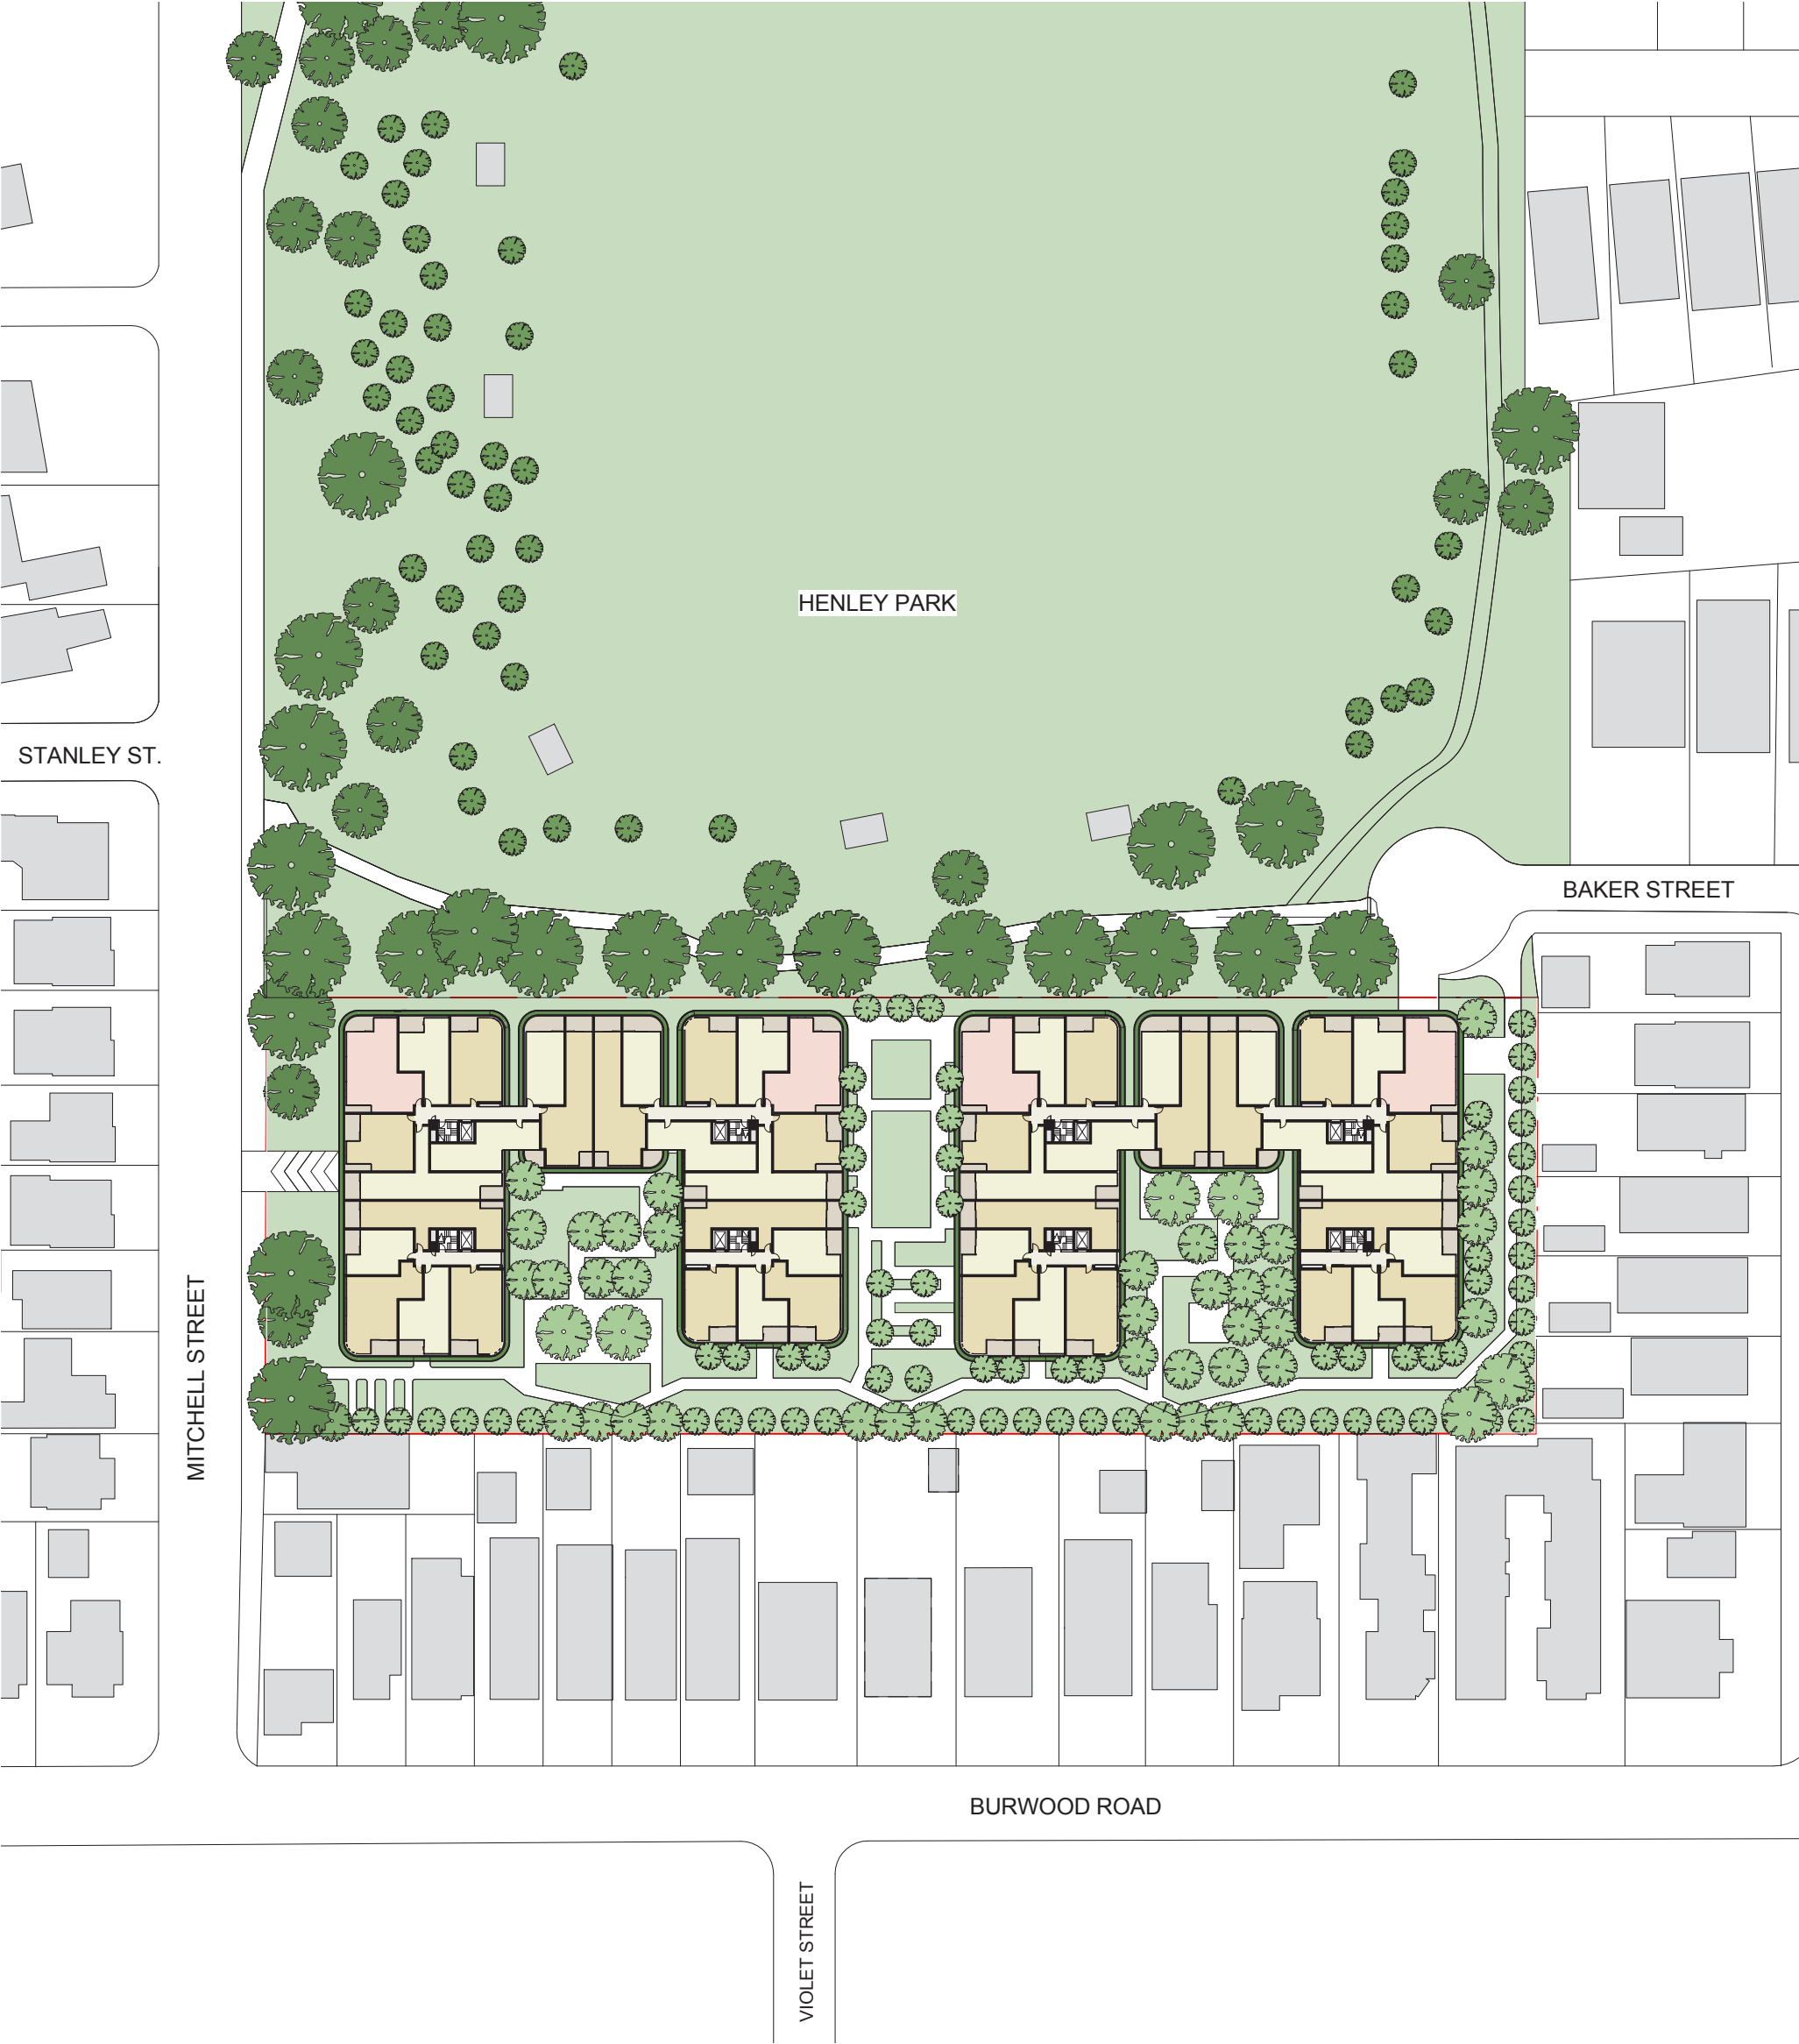 HENLEY PARK
STANLEY ST.
BAKER STREET
MITCHELL STREET
BURWOOD ROAD
VIOLET STREET